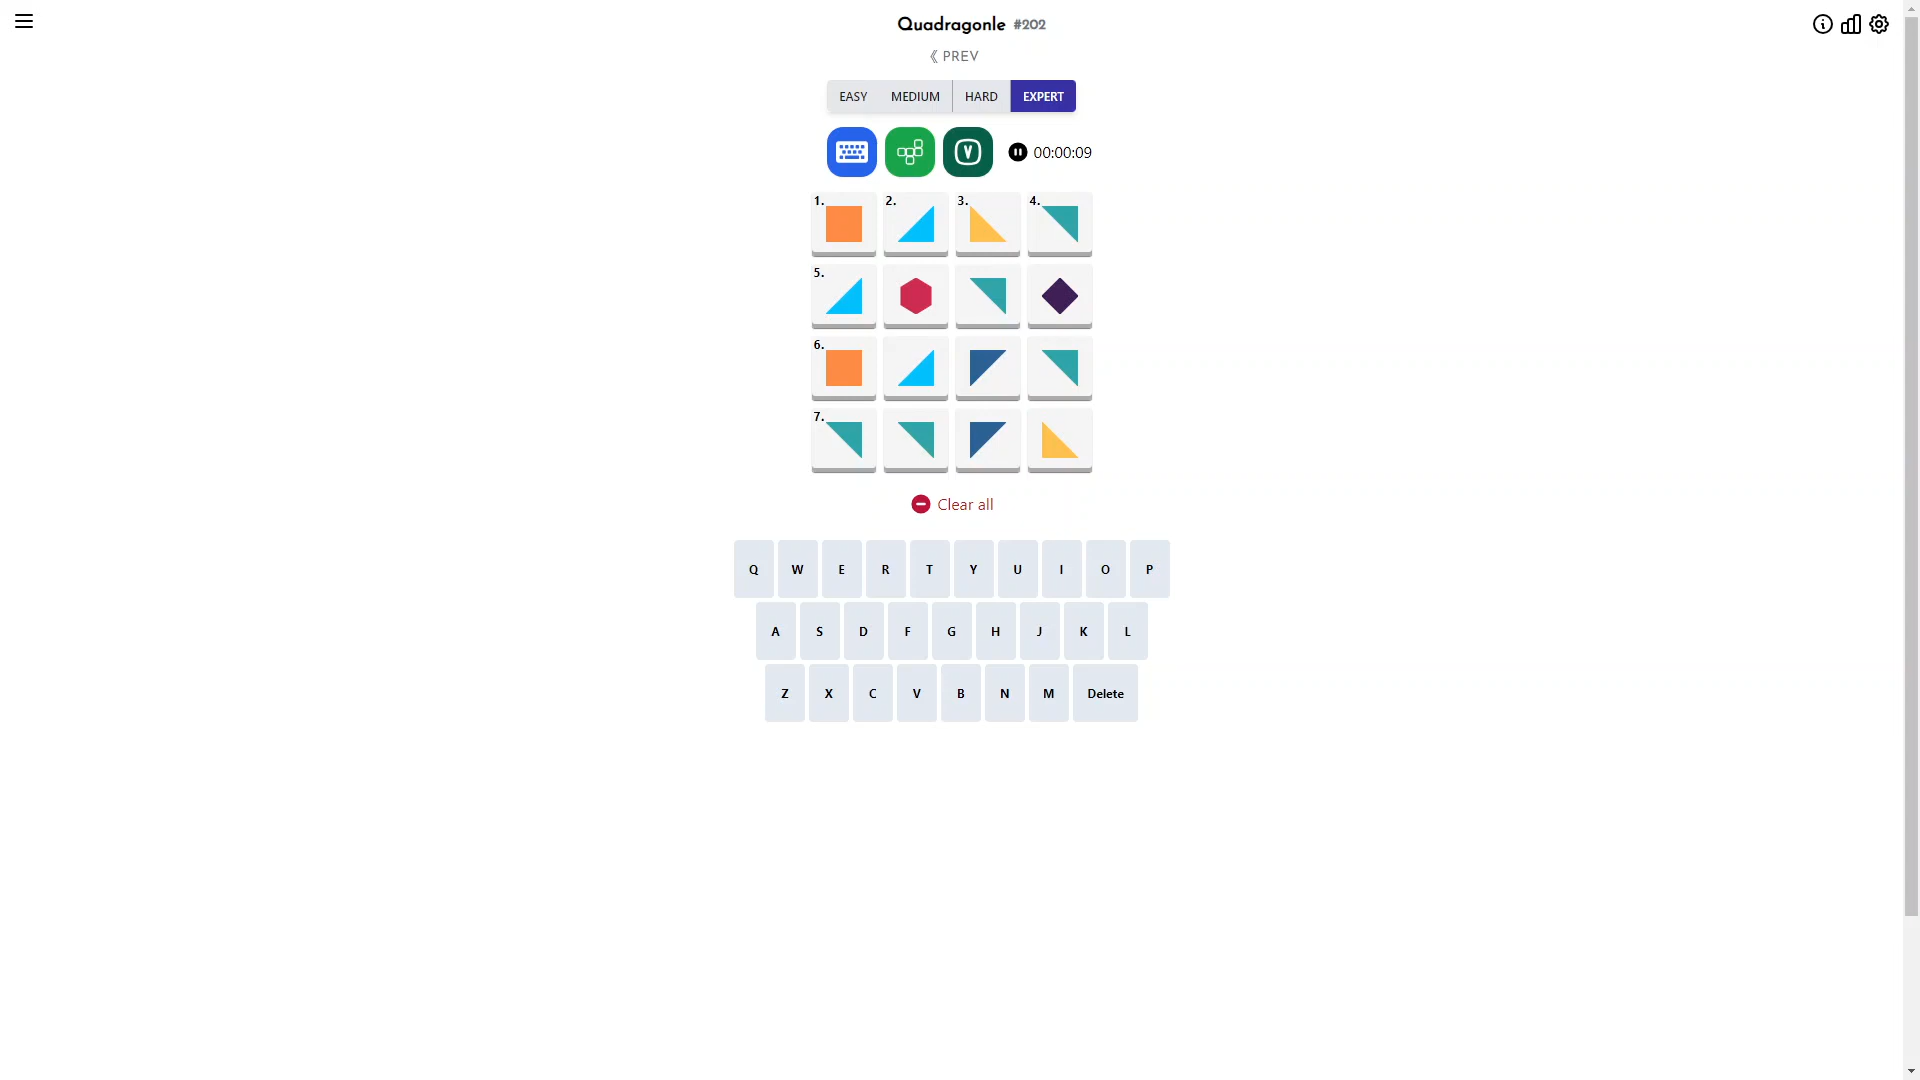 Quadragonle #202
《 PREV
EASY MEDIUM HARD EXPERT
V 00:00:09
1. 2. 3. 4.
5.
6.
7.
Clear all
Q W E R T Y U I O P
A S D F G H J K L
Z X C V B N M Delete